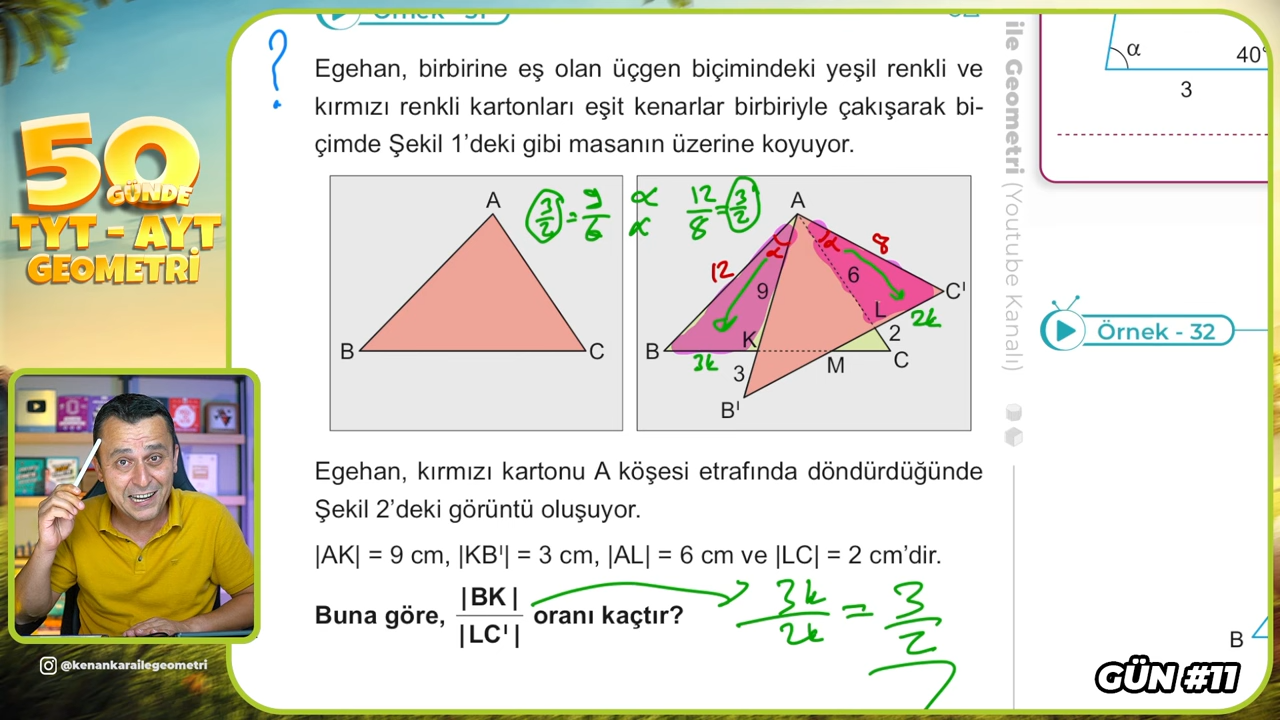 50
GÜNDE
TYT - AYT
GEOMETRİ
?
Egehan, birbirine eş olan üçgen biçimindeki yeşil renkli ve
kırmızı renkli kartonları eşit kenarlar birbiriyle çakışarak bi-
çimde Şekil 1'deki gibi masanın üzerine koyuyor.
A
B
C
3/2 = 9/6
α
α
12/8 = 3/2
A
12
α
α
8
9
6
C'
L
2k
2
B
K
C
3k
3
M
B'
Egehan, kırmızı kartonu A köşesi etrafında döndürdüğünde
Şekil 2'deki görüntü oluşuyor.
|AK| = 9 cm, |KB'| = 3 cm, |AL| = 6 cm ve |LC| = 2 cm'dir.
Buna göre, |BK| / |LC'| oranı kaçtır?
3k/2k = 3/2
ile Geometri (Youtube Kanalı)
α
40°
3
Örnek - 32
B
@kenankarailegeometri
GÜN #11